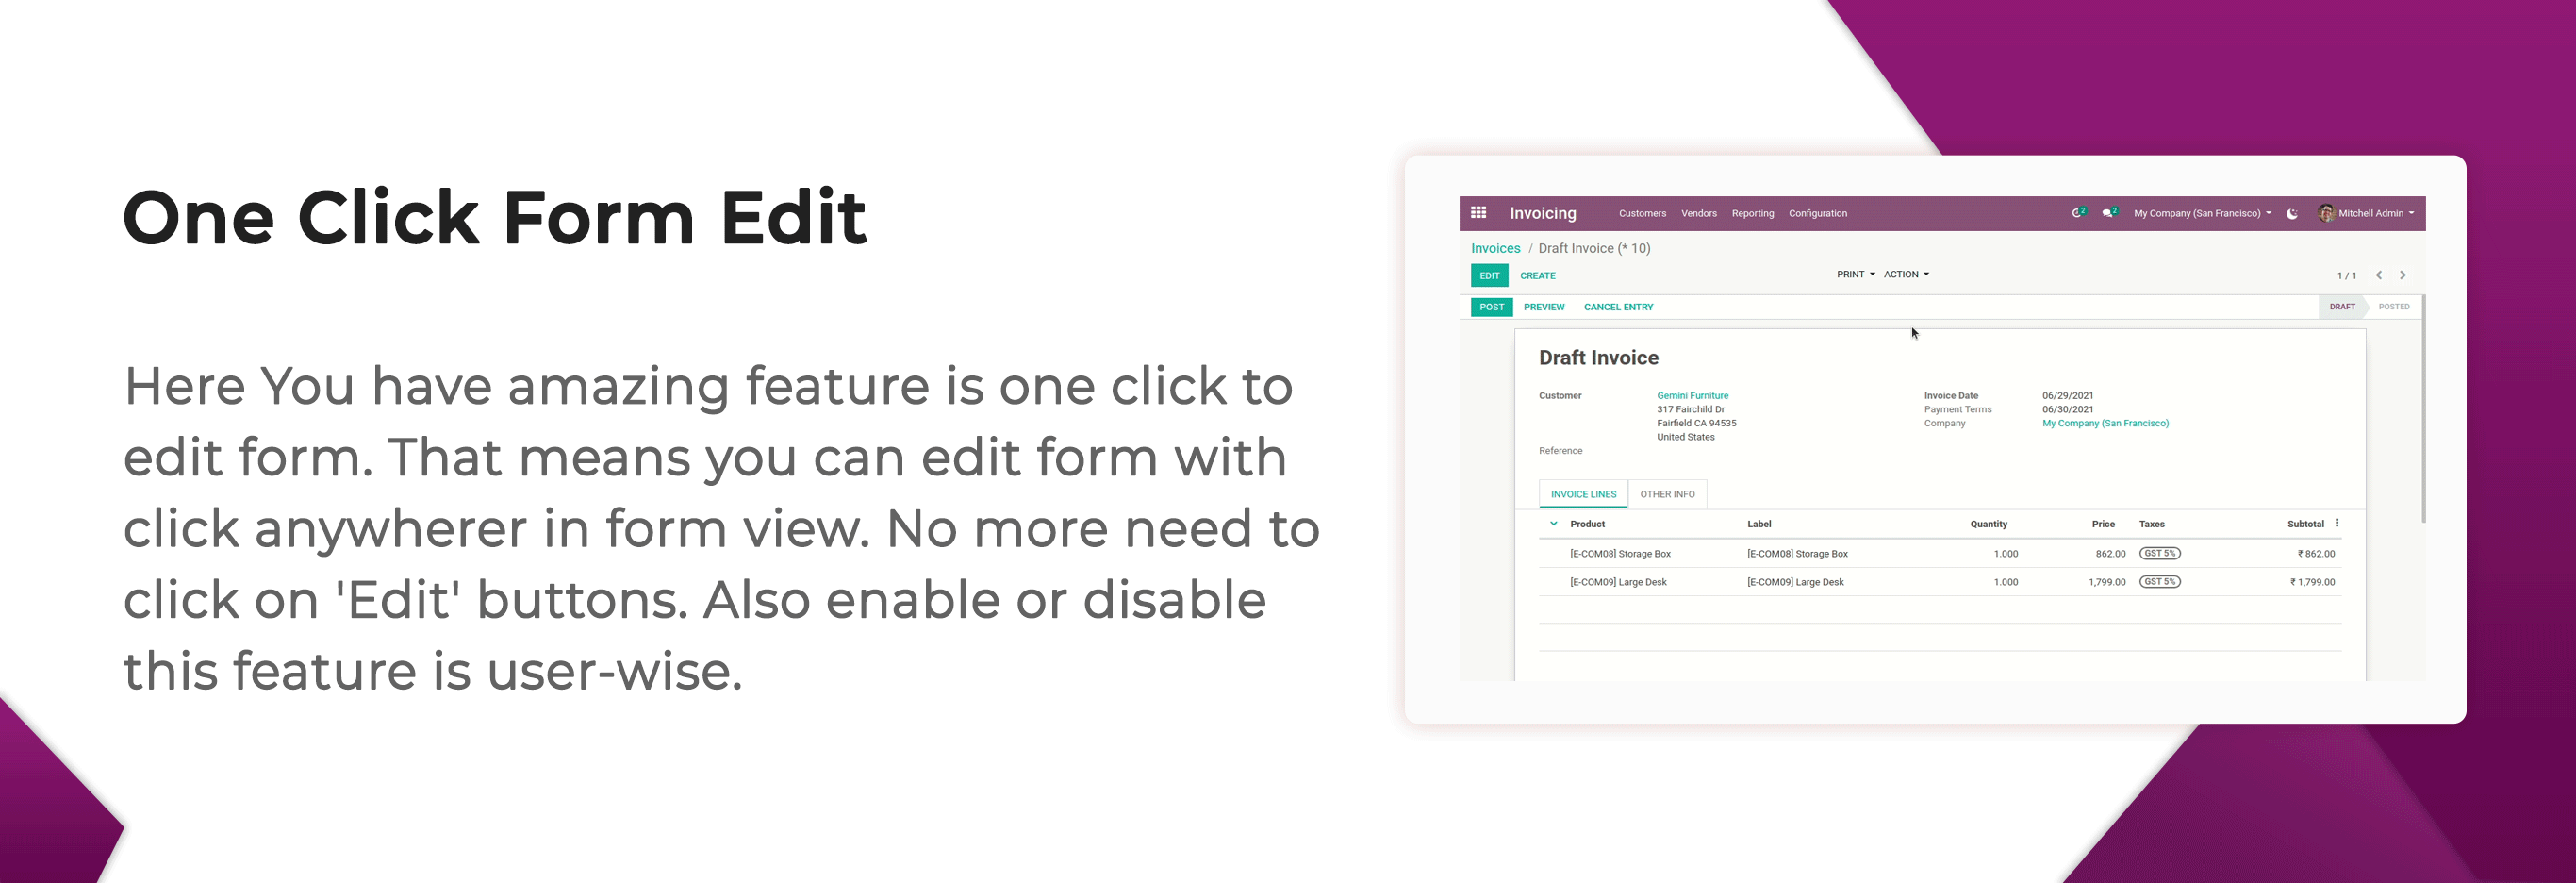 One Click Form Edit
Here You have amazing feature is one click to
edit form. That means you can edit form with
click anywherer in form view. No more need to
click on 'Edit' buttons. Also enable or disable
this feature is user-wise.
Invoicing Customers Vendors Reporting Configuration 2 2 My Company (San Francisco) Mitchell Admin
Invoices / Draft Invoice (* 10)
EDIT CREATE PRINT ACTION 1 / 1
POST PREVIEW CANCEL ENTRY DRAFT POSTED
Draft Invoice
Customer Gemini Furniture Invoice Date 06/29/2021
317 Fairchild Dr Payment Terms 06/30/2021
Fairfield CA 94535 Company My Company (San Francisco)
United States
Reference
INVOICE LINES OTHER INFO
Product Label Quantity Price Taxes Subtotal
[E-COM08] Storage Box [E-COM08] Storage Box 1.000 862.00 GST 5% ₹ 862.00
[E-COM09] Large Desk [E-COM09] Large Desk 1.000 1,799.00 GST 5% ₹ 1,799.00